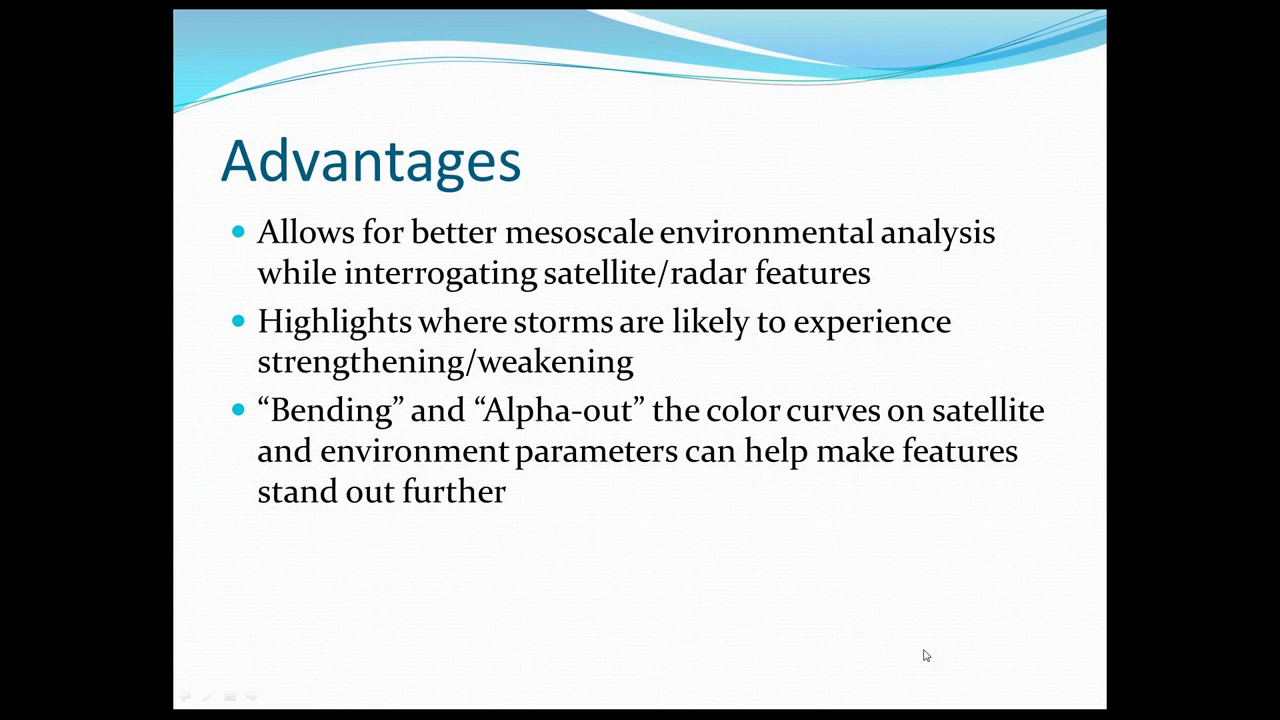 Advantages
Allows for better mesoscale environmental analysis
while interrogating satellite/radar features
Highlights where storms are likely to experience
strengthening/weakening
“Bending” and “Alpha-out” the color curves on satellite
and environment parameters can help make features
stand out further